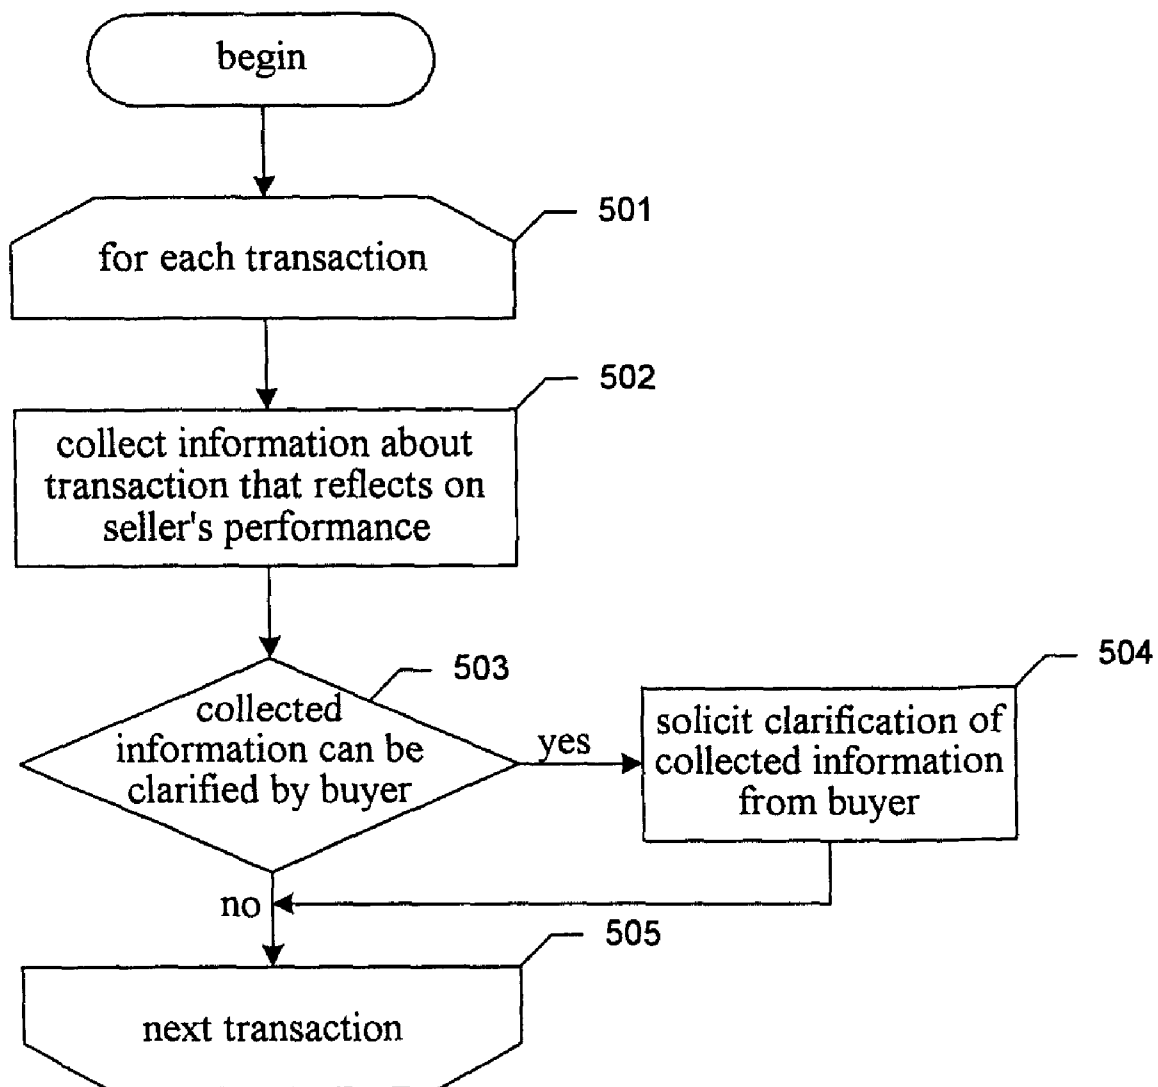 begin
501
for each transaction
502
collect information about
transaction that reflects on
seller's performance
503
collected
information can be
clarified by buyer
yes
504
solicit clarification of
collected information
from buyer
no
505
next transaction